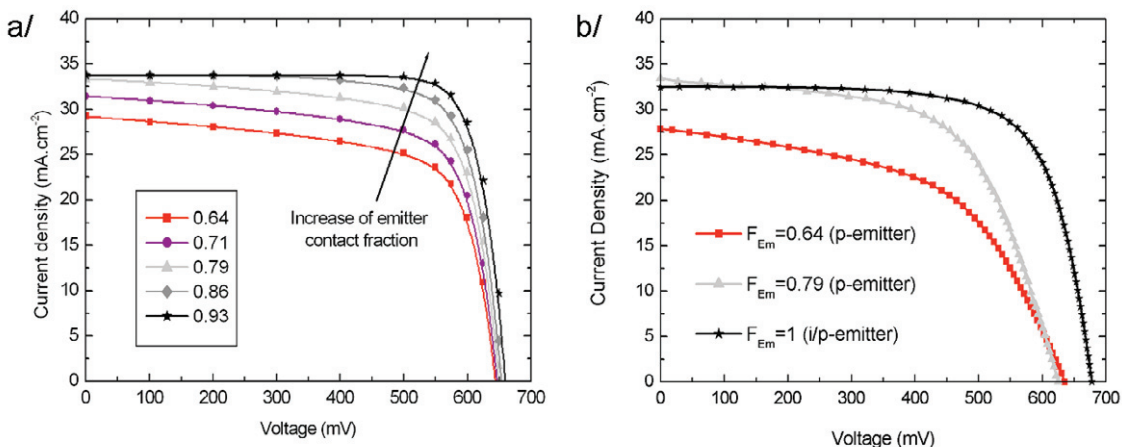 a/
Current density (mA.cm⁻²)
40
35
30
25
20
15
10
5
0
0.64
0.71
0.79
0.86
0.93
Increase of emitter
contact fraction
0 100 200 300 400 500 600 700
Voltage (mV)
b/
Current Density (mA.cm⁻²)
40
35
30
25
20
15
10
5
0
F_Em=0.64 (p-emitter)
F_Em=0.79 (p-emitter)
F_Em=1 (i/p-emitter)
0 100 200 300 400 500 600 700
Voltage (mV)